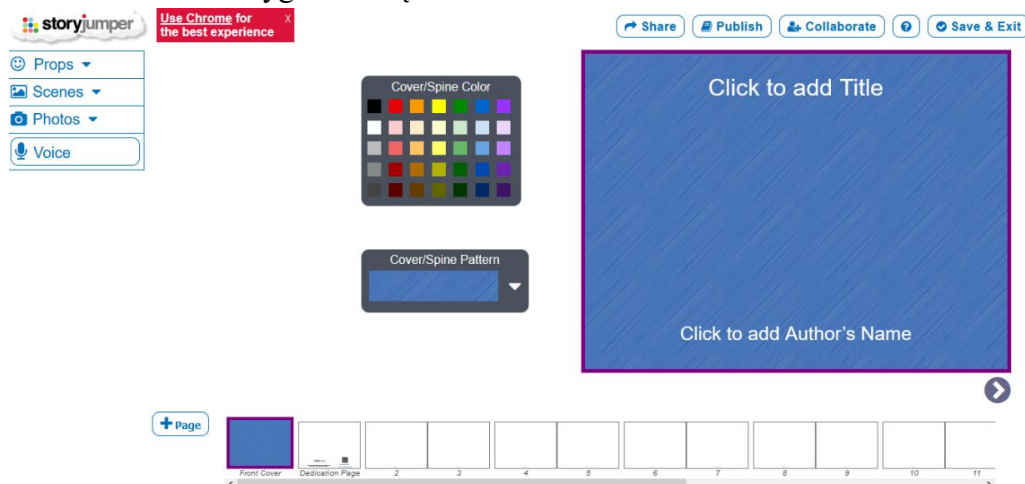 storyjumper
Use Chrome for
the best experience
X
Share
Publish
Collaborate
?
Save & Exit
Props
Scenes
Photos
Voice
Cover/Spine Color
Cover/Spine Pattern
Click to add Title
Click to add Author's Name
+ Page
Front Cover
Dedication Page
2
3
4
5
6
7
8
9
10
11